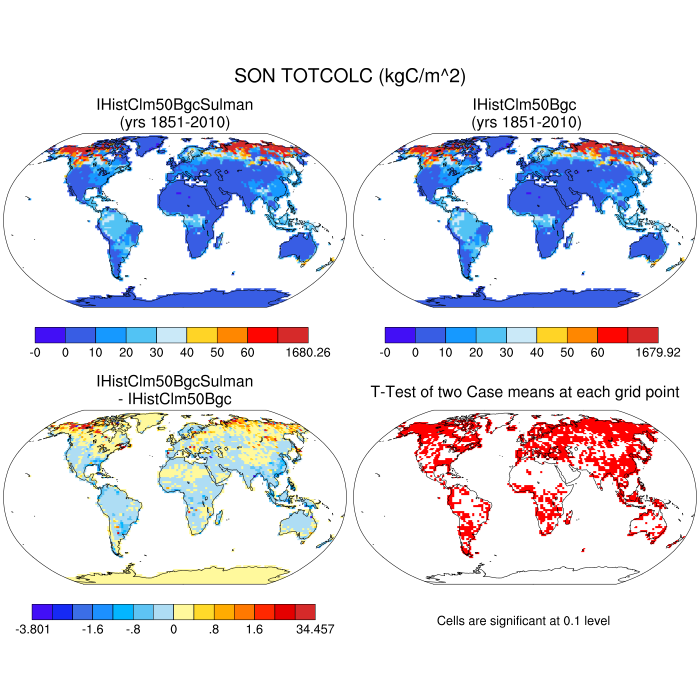 SON TOTCOLC (kgC/m^2)
IHistClm50BgcSulman
(yrs 1851-2010)
IHistClm50Bgc
(yrs 1851-2010)
-0 0 10 20 30 40 50 60 1680.26
-0 0 10 20 30 40 50 60 1679.92
IHistClm50BgcSulman
- IHistClm50Bgc
T-Test of two Case means at each grid point
-3.801 -1.6 -.8 0 .8 1.6 34.457
Cells are significant at 0.1 level